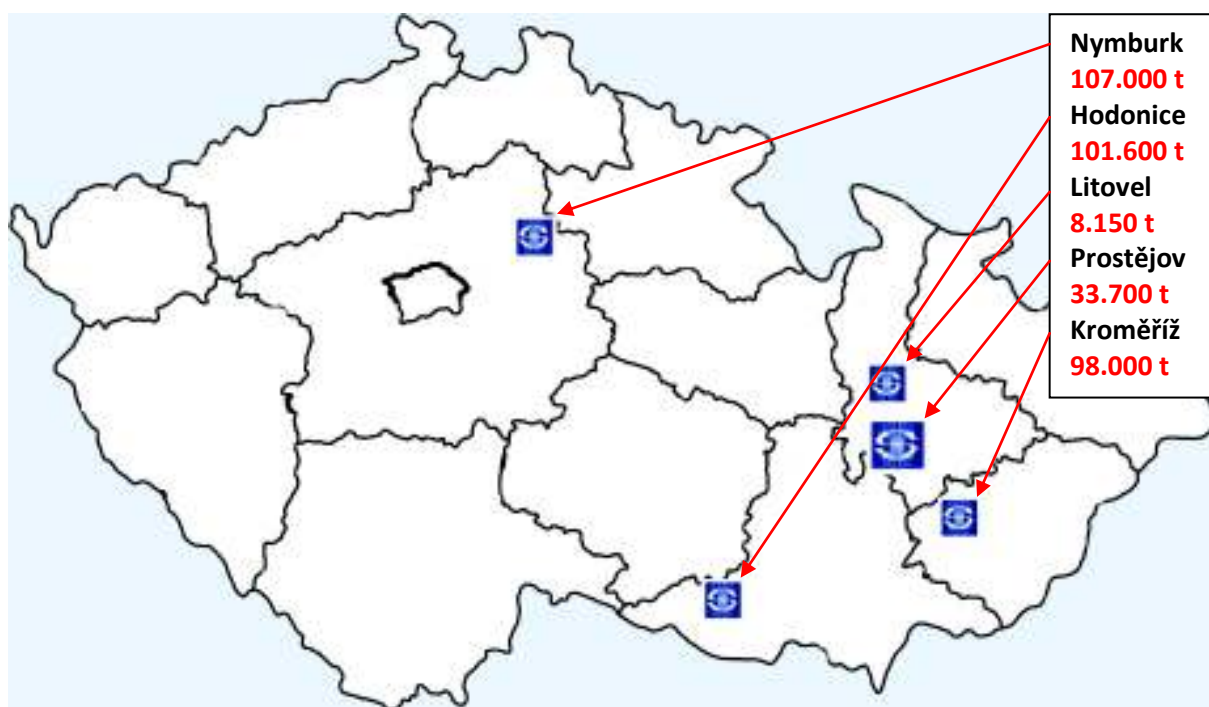 Nymburk
107.000 t
Hodonice
101.600 t
Litovel
8.150 t
Prostějov
33.700 t
Kroměříž
98.000 t